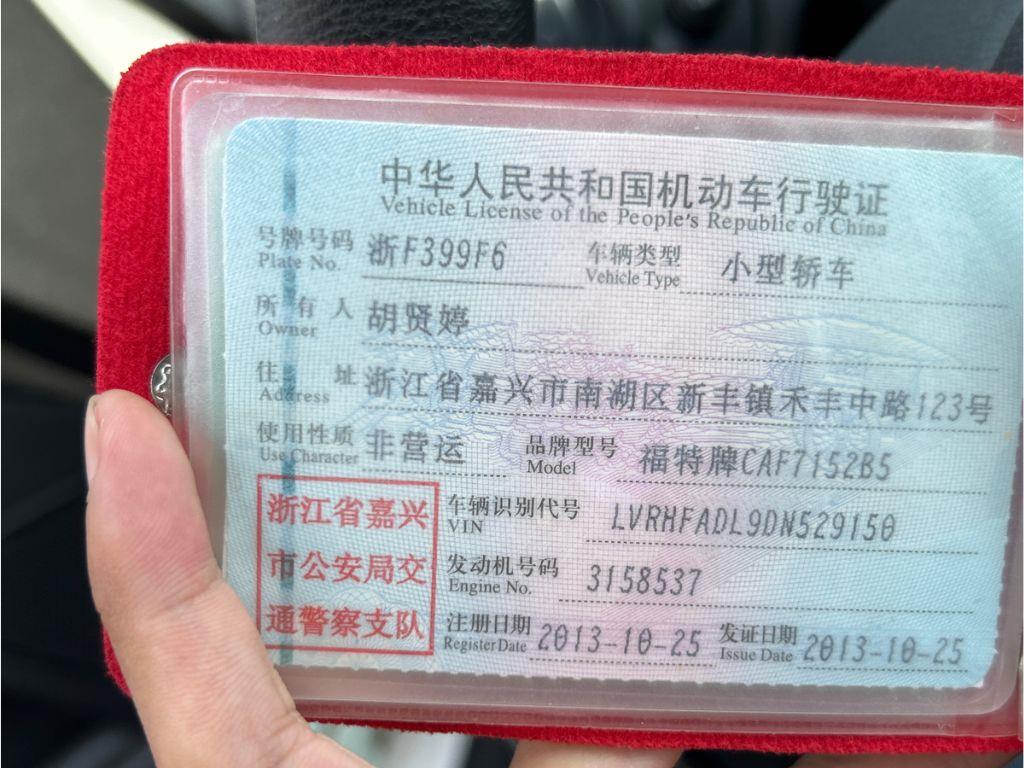 中华人民共和国机动车行驶证
Vehicle License of the People's Republic of China
号牌号码 浙F399F6 车辆类型 小型轿车
Plate No. Vehicle Type
所有人 胡贤婷
Owner
住址 浙江省嘉兴市南湖区新丰镇禾丰中路123号
Address
使用性质 非营运 品牌型号 福特牌CAF7152B5
Use Character Model
浙江省嘉兴
市公安局交
通警察支队
车辆识别代号 LVRHFADL9DN529150
VIN
发动机号码 3158537
Engine No.
注册日期 2013-10-25 发证日期 2013-10-25
Register Date Issue Date